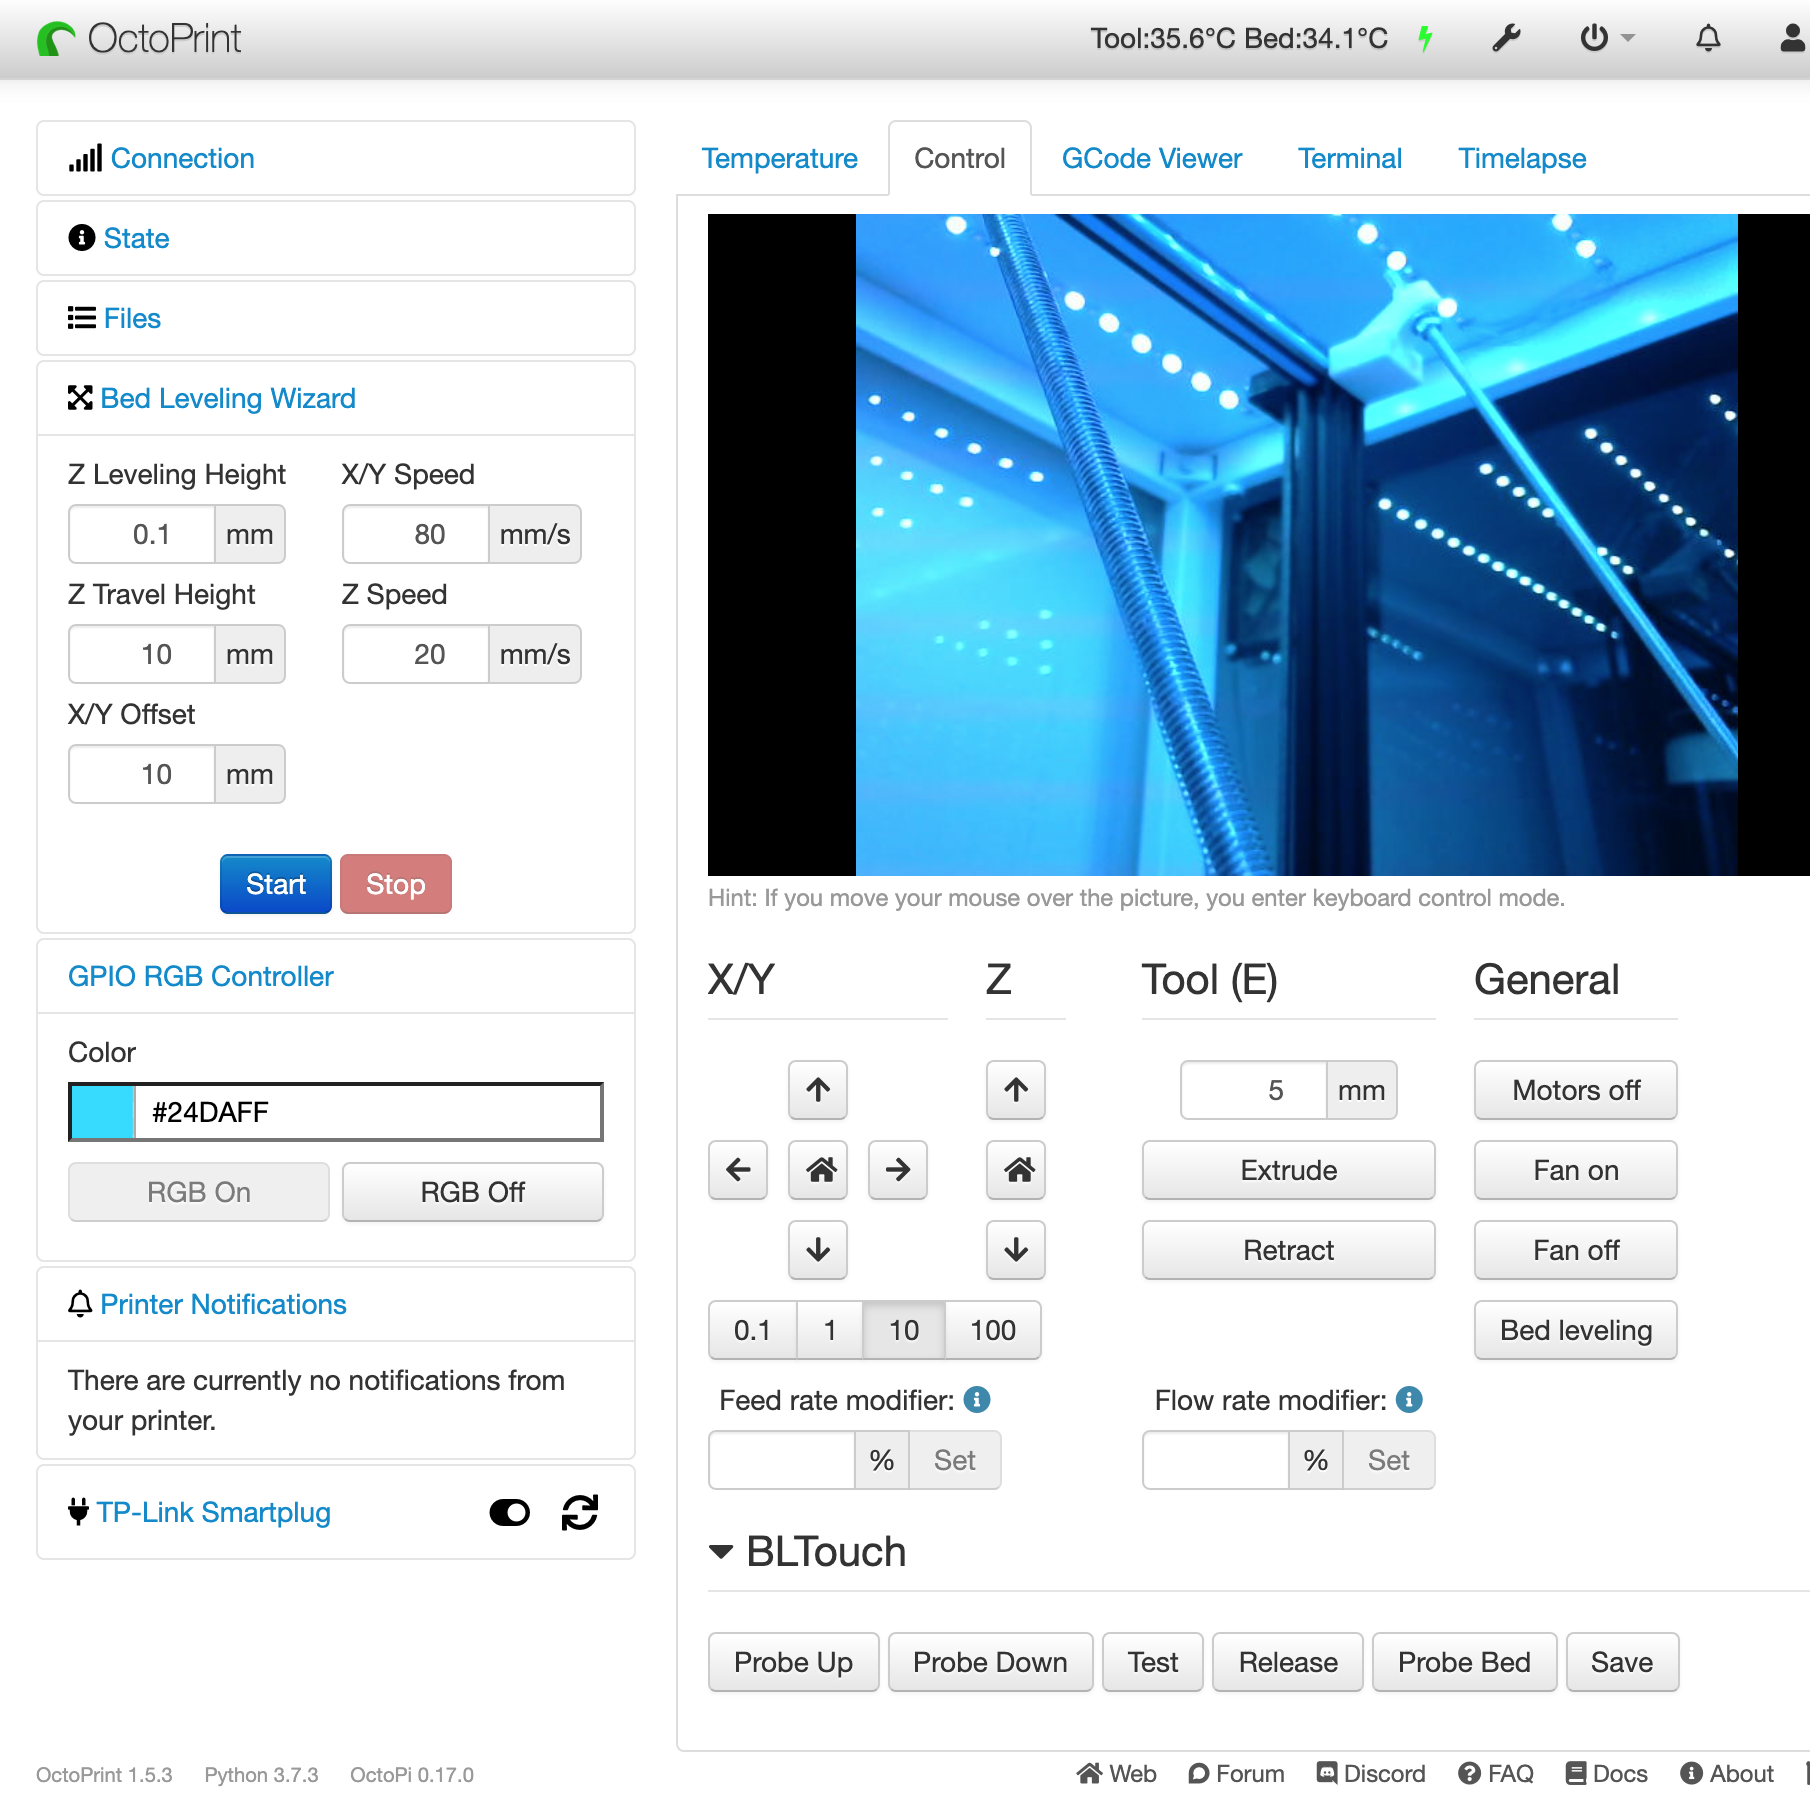 OctoPrint
Tool:35.6°C Bed:34.1°C
Connection
State
Files
Bed Leveling Wizard
Z Leveling Height X/Y Speed
0.1 mm 80 mm/s
Z Travel Height Z Speed
10 mm 20 mm/s
X/Y Offset
10 mm
Start Stop
GPIO RGB Controller
Color
#24DAFF
RGB On RGB Off
Printer Notifications
There are currently no notifications from
your printer.
TP-Link Smartplug
Temperature Control GCode Viewer Terminal Timelapse
Hint: If you move your mouse over the picture, you enter keyboard control mode.
X/Y Z Tool (E) General
5 mm Motors off
Extrude Fan on
Retract Fan off
0.1 1 10 100 Bed leveling
Feed rate modifier: Flow rate modifier:
% Set % Set
BLTouch
Probe Up Probe Down Test Release Probe Bed Save
OctoPrint 1.5.3 Python 3.7.3 OctoPi 0.17.0
Web Forum Discord FAQ Docs About